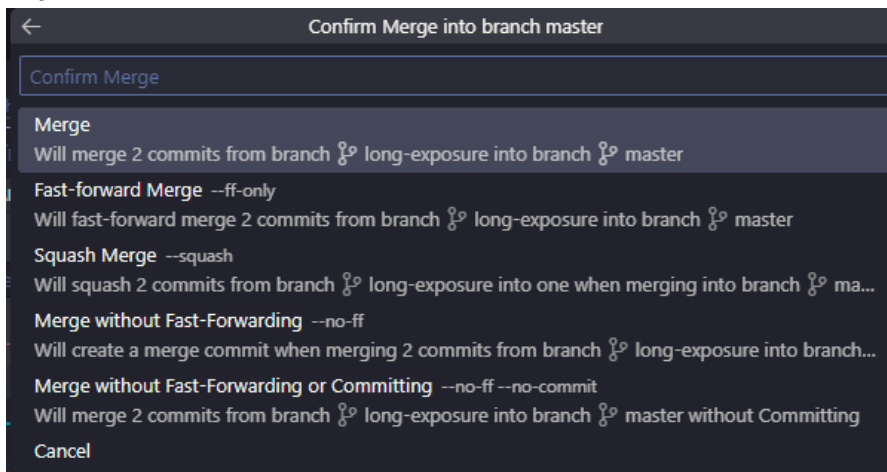 Confirm Merge into branch master
Confirm Merge
Merge
Will merge 2 commits from branch long-exposure into branch master
Fast-forward Merge --ff-only
Will fast-forward merge 2 commits from branch long-exposure into branch master
Squash Merge --squash
Will squash 2 commits from branch long-exposure into one when merging into branch ma...
Merge without Fast-Forwarding --no-ff
Will create a merge commit when merging 2 commits from branch long-exposure into branch...
Merge without Fast-Forwarding or Committing --no-ff --no-commit
Will merge 2 commits from branch long-exposure into branch master without Committing
Cancel